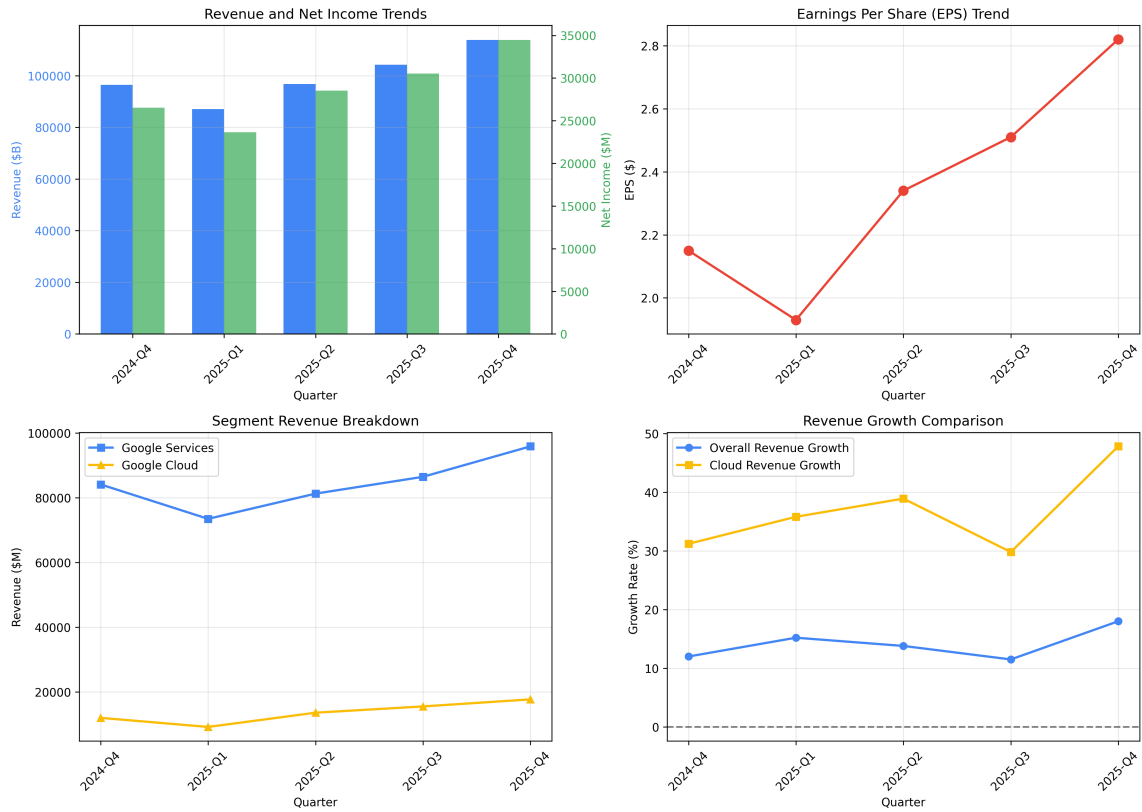 Revenue and Net Income Trends
Revenue ($B)
100000
80000
60000
40000
20000
0
35000
30000
25000
20000
15000
10000
5000
0
Net Income ($M)
2024-Q4
2025-Q1
2025-Q2
2025-Q3
2025-Q4
Quarter
Earnings Per Share (EPS) Trend
EPS ($)
2.8
2.6
2.4
2.2
2.0
2024-Q4
2025-Q1
2025-Q2
2025-Q3
2025-Q4
Quarter
Segment Revenue Breakdown
Google Services
Google Cloud
Revenue ($M)
100000
80000
60000
40000
20000
2024-Q4
2025-Q1
2025-Q2
2025-Q3
2025-Q4
Quarter
Revenue Growth Comparison
Overall Revenue Growth
Cloud Revenue Growth
Growth Rate (%)
50
40
30
20
10
0
2024-Q4
2025-Q1
2025-Q2
2025-Q3
2025-Q4
Quarter